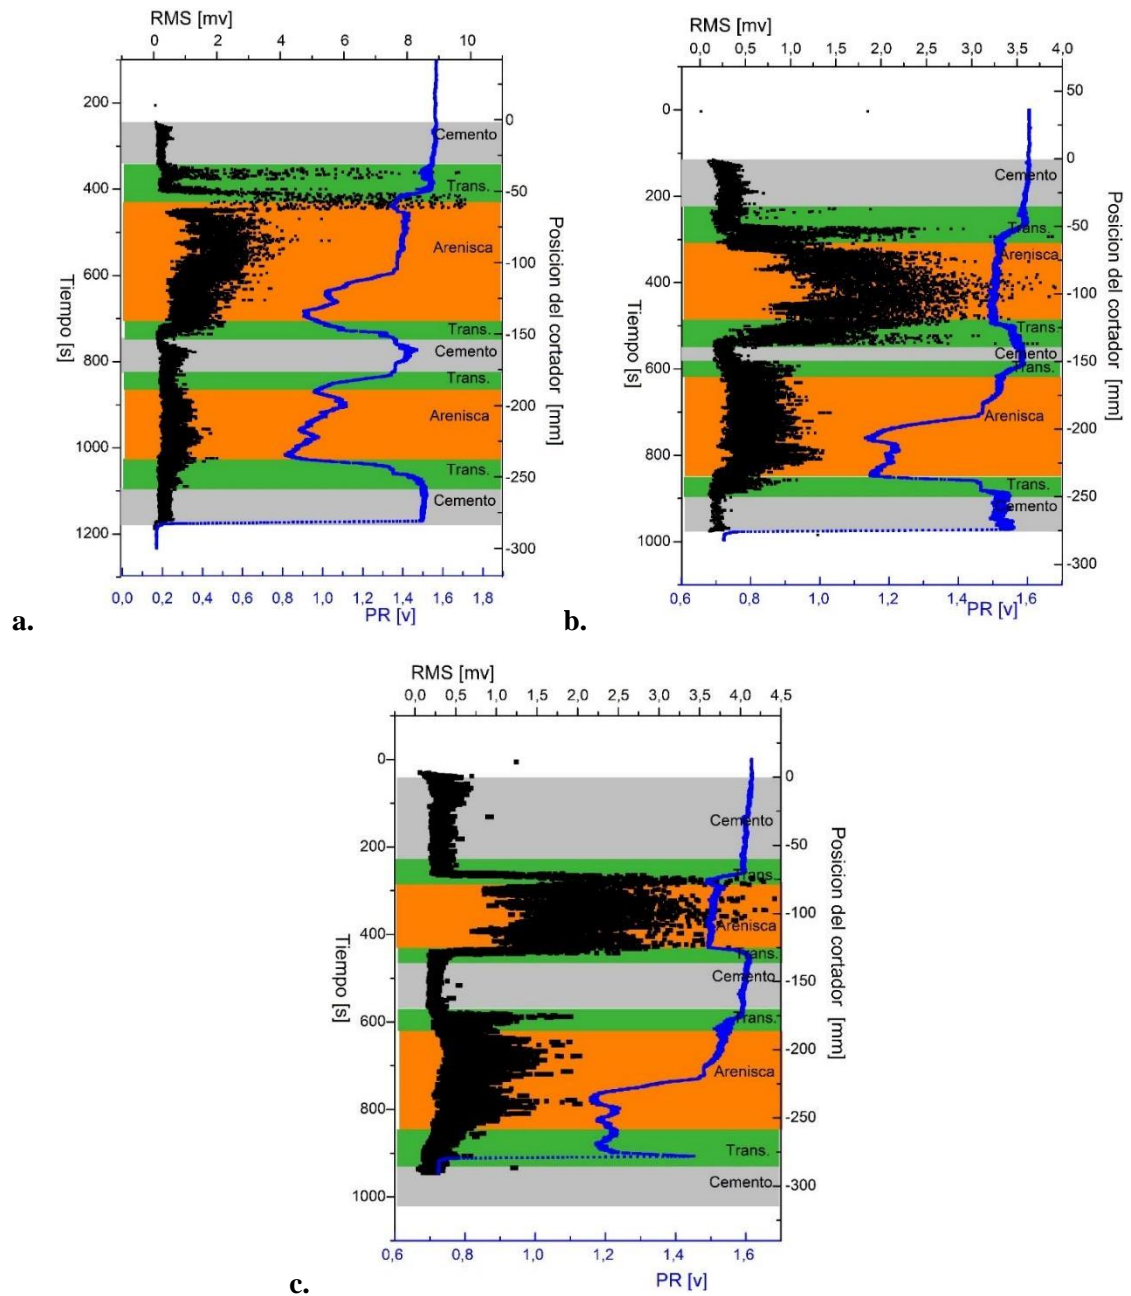 RMS [mv]
0 2 4 6 8 10
200
400
600
800
1000
1200
Tiempo [s]
0
-50
-100
-150
-200
-250
-300
Posicion del cortador [mm]
Cemento
Trans.
Arenisca
Trans.
Cemento
Trans.
Arenisca
Trans.
Cemento
0,0 0,2 0,4 0,6 0,8 1,0 1,2 1,4 1,6 1,8
PR [v]
a.
RMS [mv]
0,0 0,5 1,0 1,5 2,0 2,5 3,0 3,5 4,0
0
200
400
600
800
1000
Tiempo [s]
50
0
-50
-100
-150
-200
-250
-300
Posicion del cortador [mm]
Cemento
Trans.
Arenisca
Trans.
Cemento
Trans.
Arenisca
Trans.
Cemento
0,6 0,8 1,0 1,2 1,4 1,6
PR [v]
b.
RMS [mv]
0,0 0,5 1,0 1,5 2,0 2,5 3,0 3,5 4,0 4,5
0
200
400
600
800
1000
Tiempo [s]
0
-50
-100
-150
-200
-250
-300
Posicion del cortador [mm]
Cemento
Trans.
Arenisca
Trans.
Cemento
Trans.
Arenisca
Trans.
Cemento
0,6 0,8 1,0 1,2 1,4 1,6
PR [v]
c.